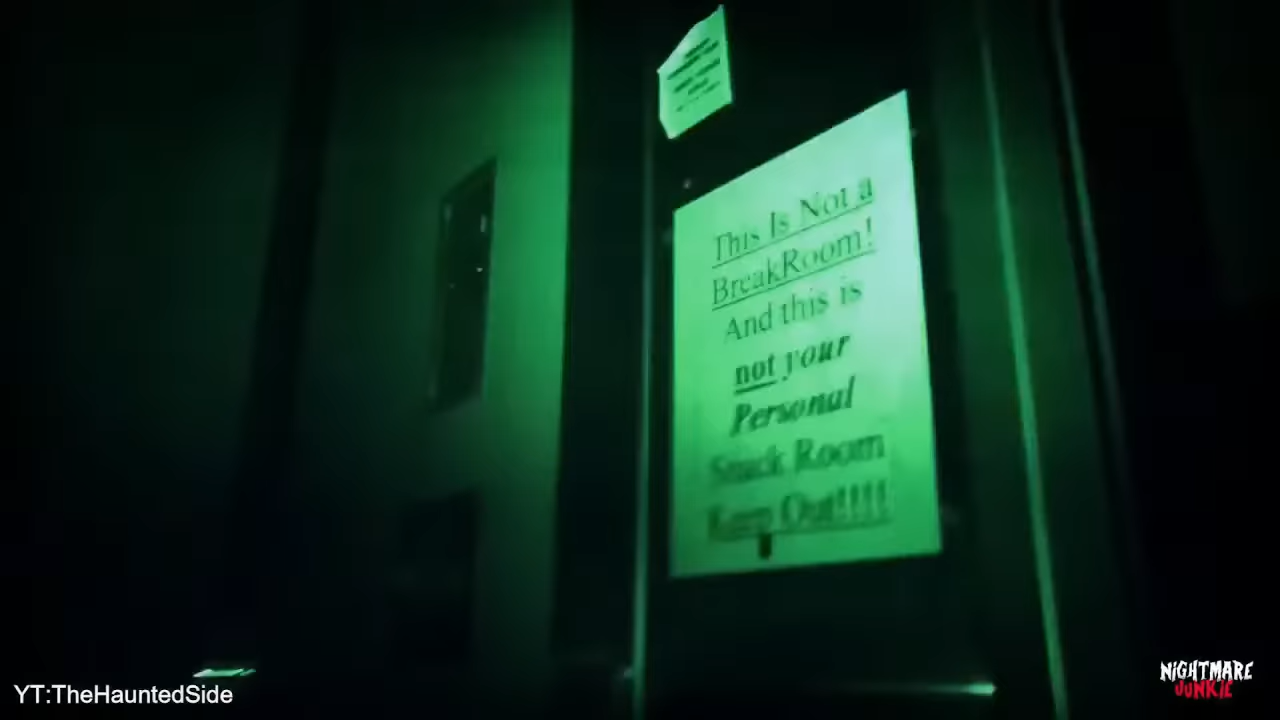 This Is Not a
BreakRoom!
And this is
not your
Personal
Snack Room
Keep Out!!!!
YT:TheHauntedSide
NiGHTMARE
JUNKiE